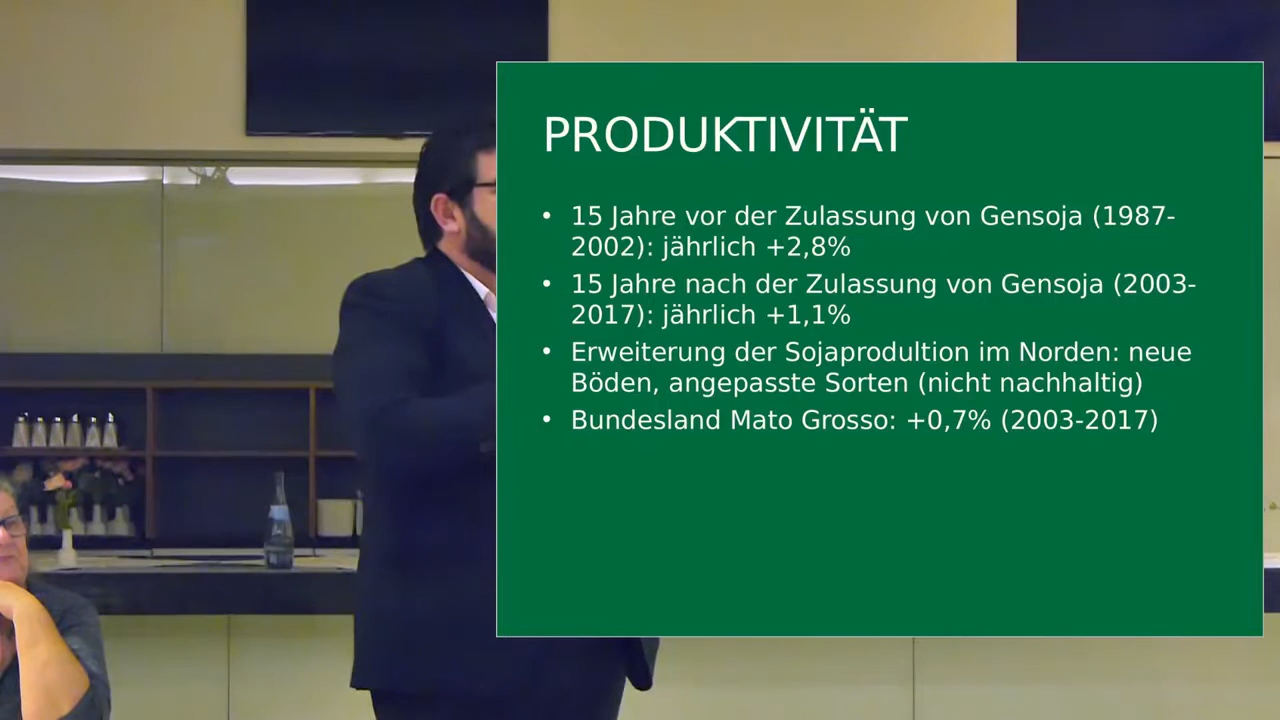 PRODUKTIVITÄT
• 15 Jahre vor der Zulassung von Gensoja (1987-
2002): jährlich +2,8%
• 15 Jahre nach der Zulassung von Gensoja (2003-
2017): jährlich +1,1%
• Erweiterung der Sojaprodultion im Norden: neue
Böden, angepasste Sorten (nicht nachhaltig)
• Bundesland Mato Grosso: +0,7% (2003-2017)